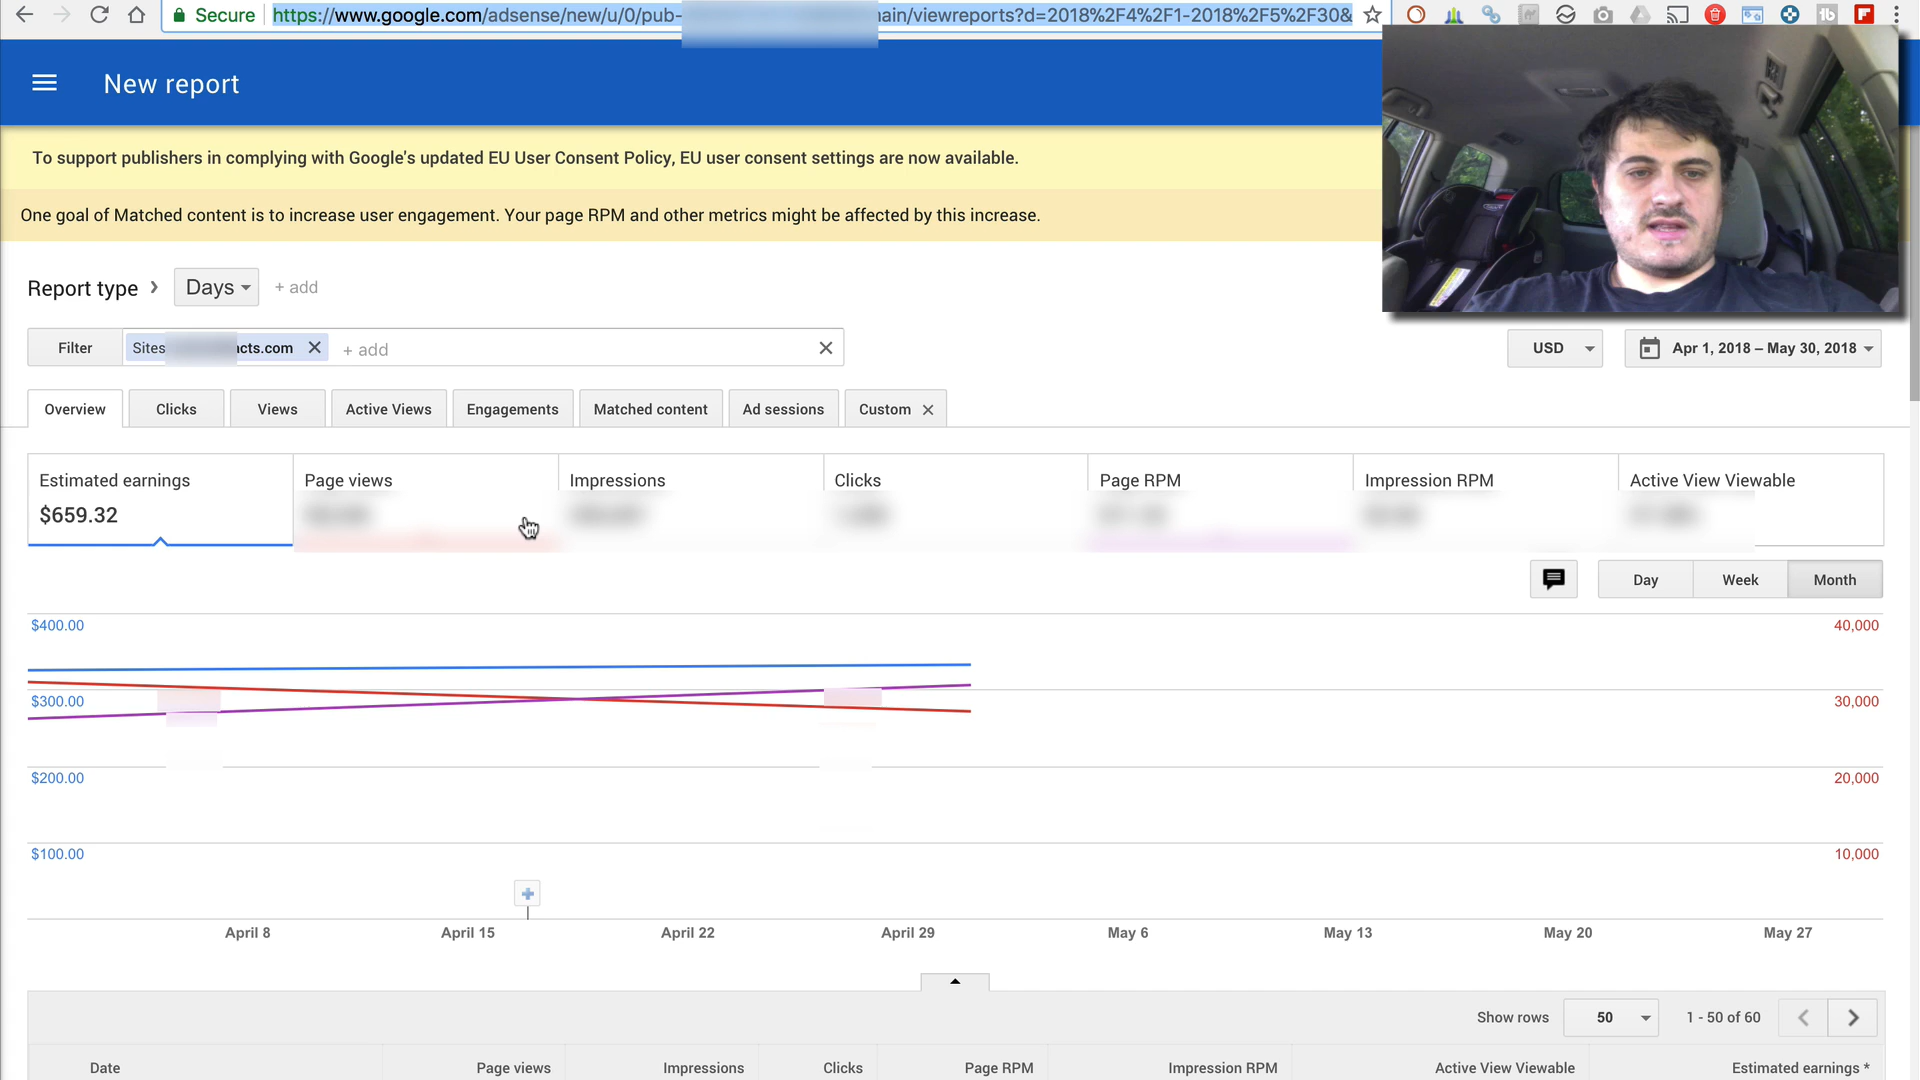 Secure https://www.google.com/adsense/new/u/0/pub- nain/viewreports?d=2018%2F4%2F1-2018%2F5%2F30&
New report
To support publishers in complying with Google's updated EU User Consent Policy, EU user consent settings are now available.
One goal of Matched content is to increase user engagement. Your page RPM and other metrics might be affected by this increase.
Report type › Days + add
Filter Sites acts.com + add
USD Apr 1, 2018 – May 30, 2018
Overview Clicks Views Active Views Engagements Matched content Ad sessions Custom
Estimated earnings Page views Impressions Clicks Page RPM Impression RPM Active View Viewable
$659.32
Day Week Month
$400.00 40,000
$300.00 30,000
$200.00 20,000
$100.00 10,000
April 8 April 15 April 22 April 29 May 6 May 13 May 20 May 27
Show rows 50 1 - 50 of 60
Date Page views Impressions Clicks Page RPM Impression RPM Active View Viewable Estimated earnings *